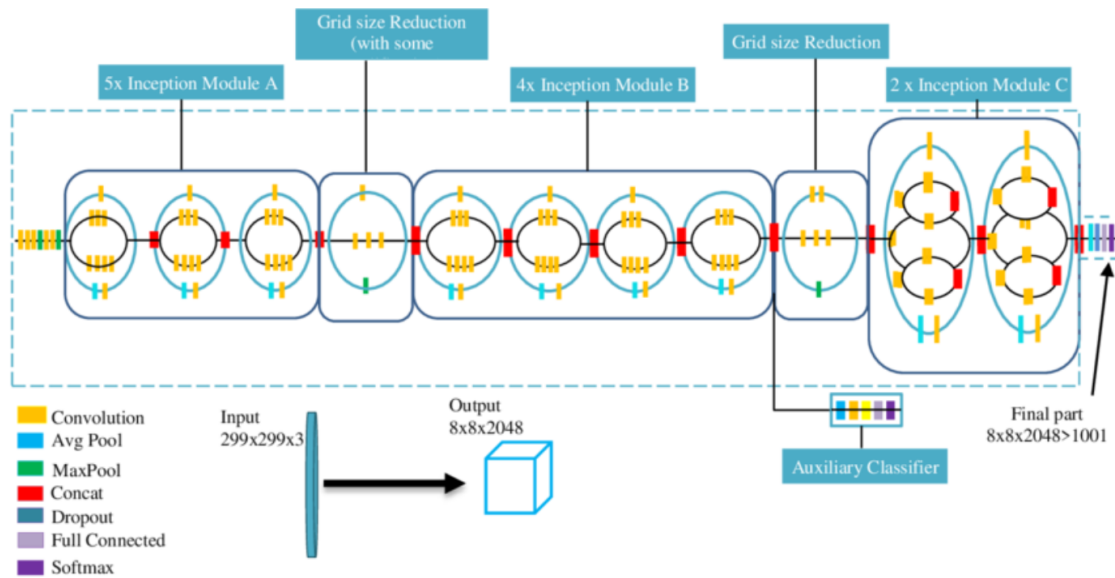 Grid size Reduction
(with some
Grid size Reduction
5x Inception Module A
4x Inception Module B
2 x Inception Module C
Convolution
Avg Pool
MaxPool
Concat
Dropout
Full Connected
Softmax
Input
299x299x3
Output
8x8x2048
Auxiliary Classifier
Final part
8x8x2048>1001